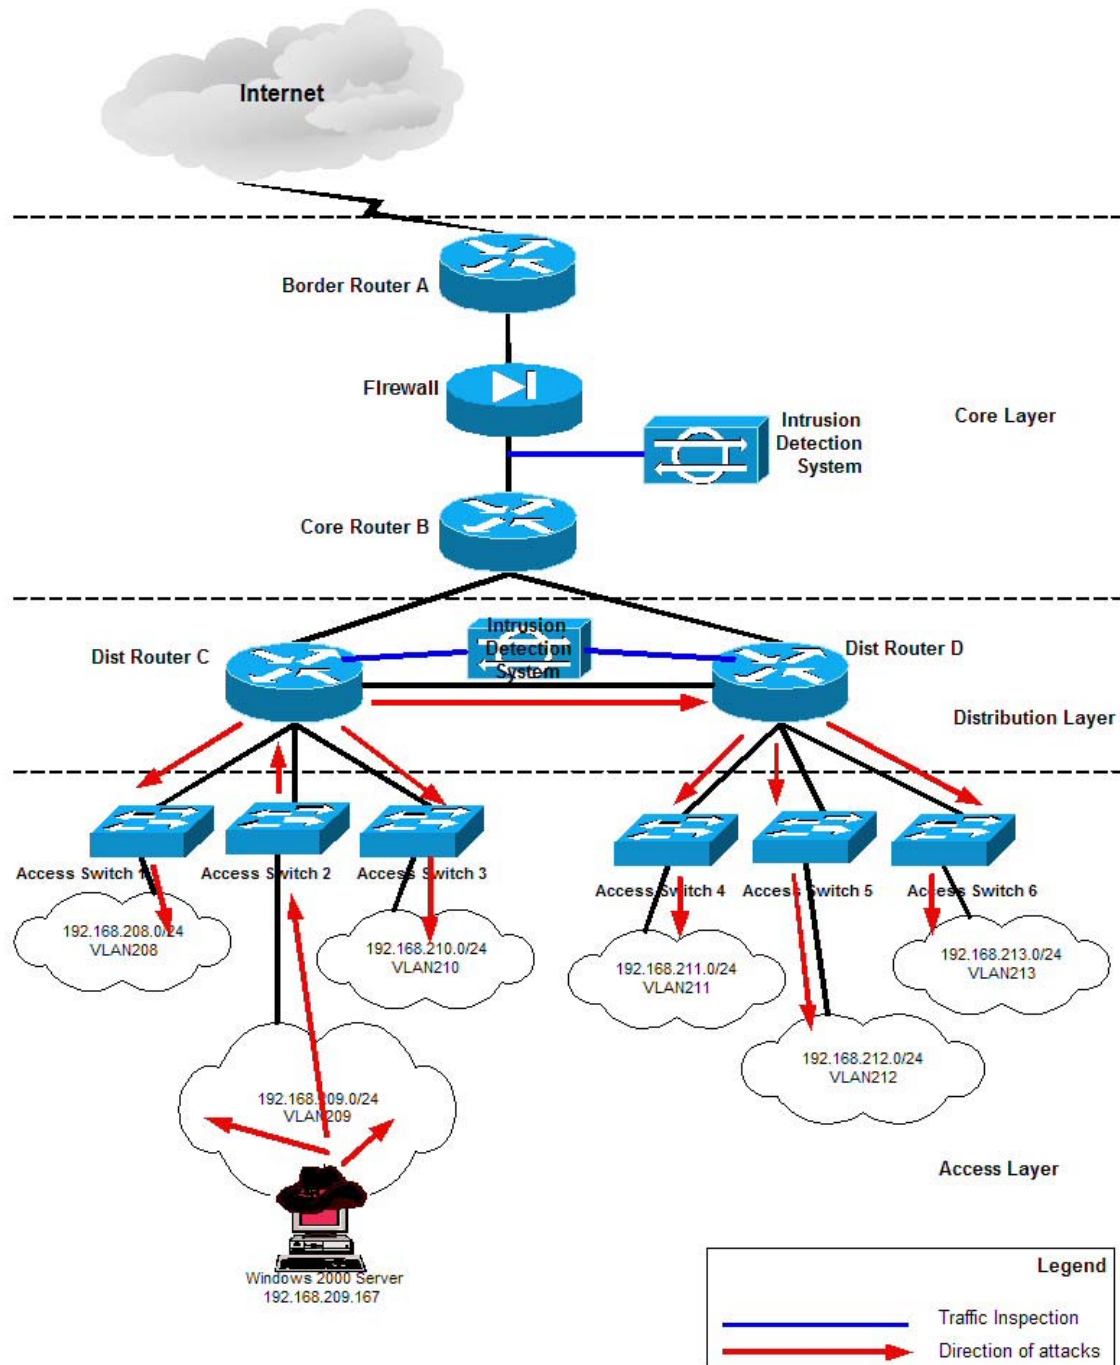 Internet
Border Router A
FIrewall
Intrusion
Detection
System
Core Layer
Core Router B
Dist Router C
Intrusion
Detection
System
Dist Router D
Distribution Layer
Access Switch 1
Access Switch 2
Access Switch 3
Access Switch 4
Access Switch 5
Access Switch 6
192.168.208.0/24
VLAN208
192.168.210.0/24
VLAN210
192.168.211.0/24
VLAN211
192.168.213.0/24
VLAN213
192.168.212.0/24
VLAN212
192.168.209.0/24
VLAN209
Access Layer
Windows 2000 Server
192.168.209.167
Legend
Traffic Inspection
Direction of attacks